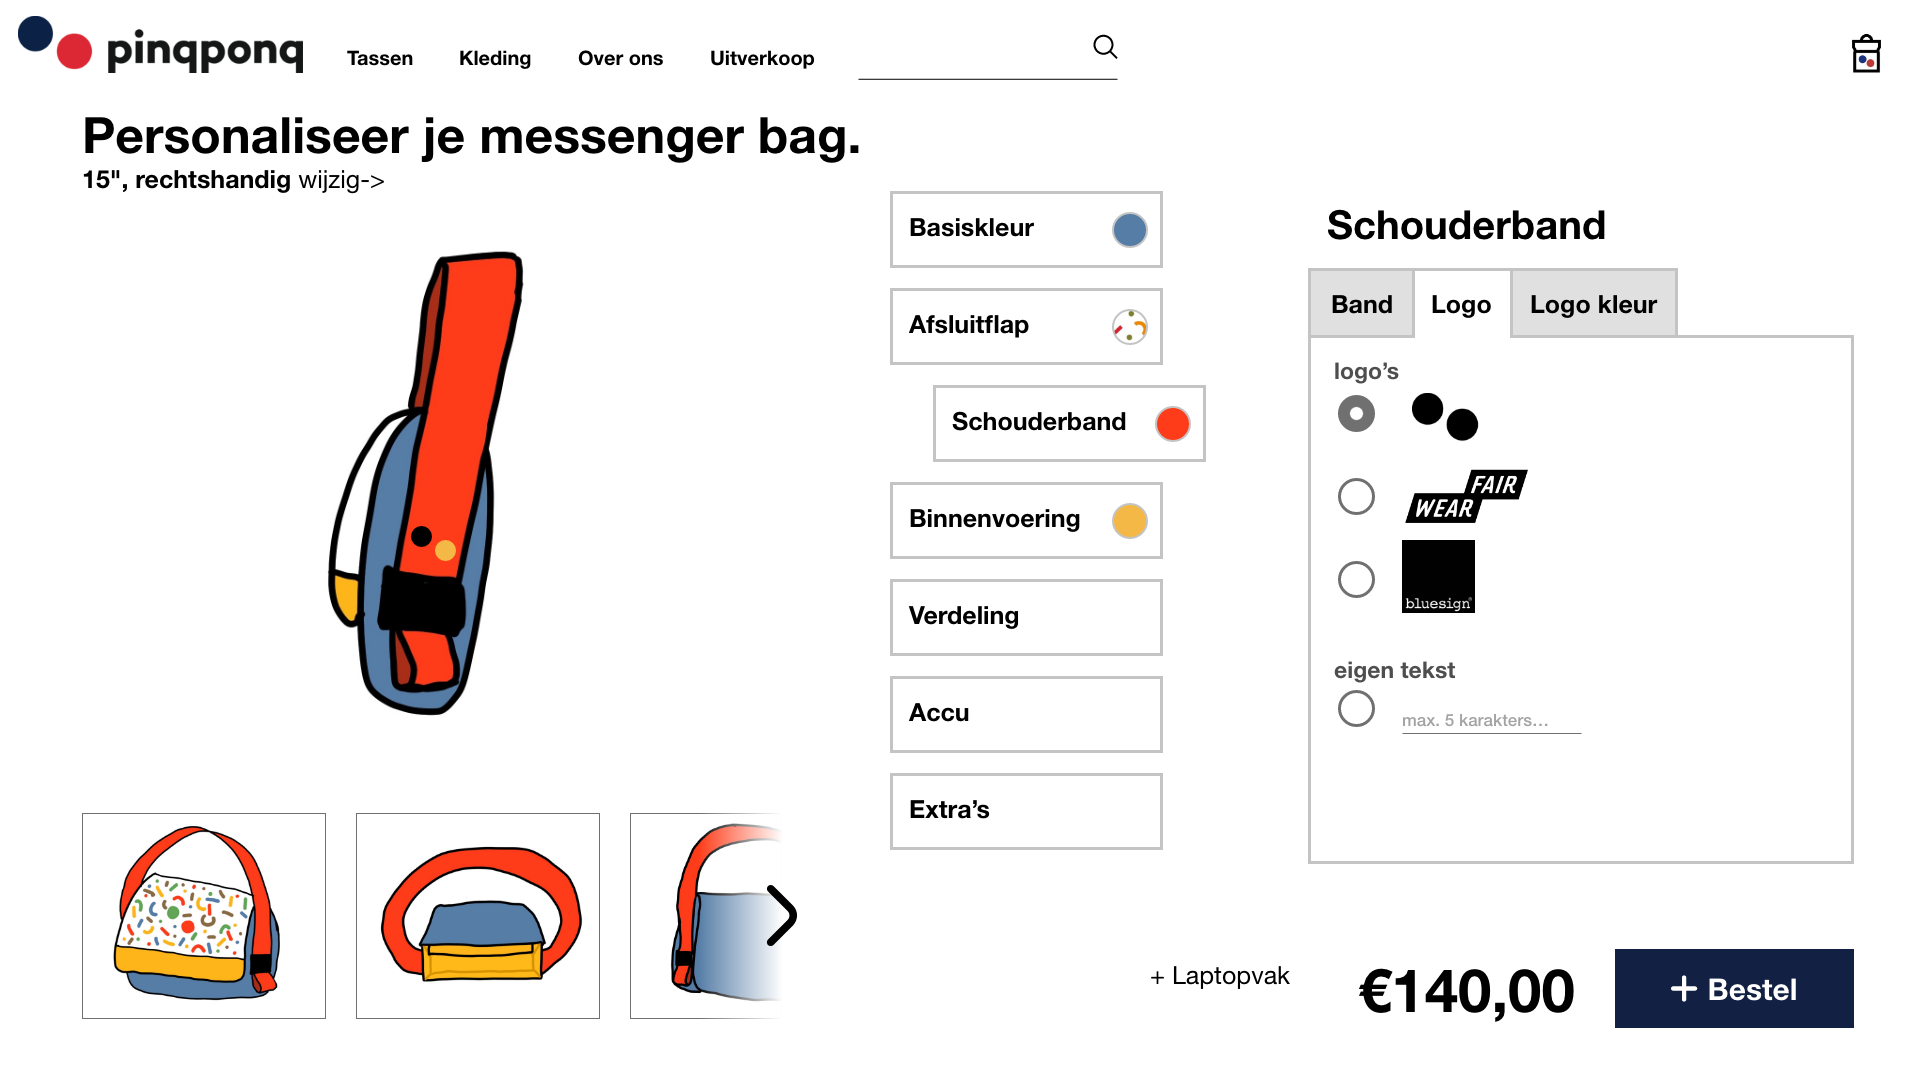 pinqponq
Tassen
Kleding
Over ons
Uitverkoop
Personaliseer je messenger bag.
15", rechtshandig wijzig->
Basiskleur
Afsluitflap
Schouderband
Binnenvoering
Verdeling
Accu
Extra’s
Schouderband
Band
Logo
Logo kleur
logo’s
FAIR
WEAR
bluesign®
eigen tekst
max. 5 karakters...
+ Laptopvak
€140,00
+ Bestel